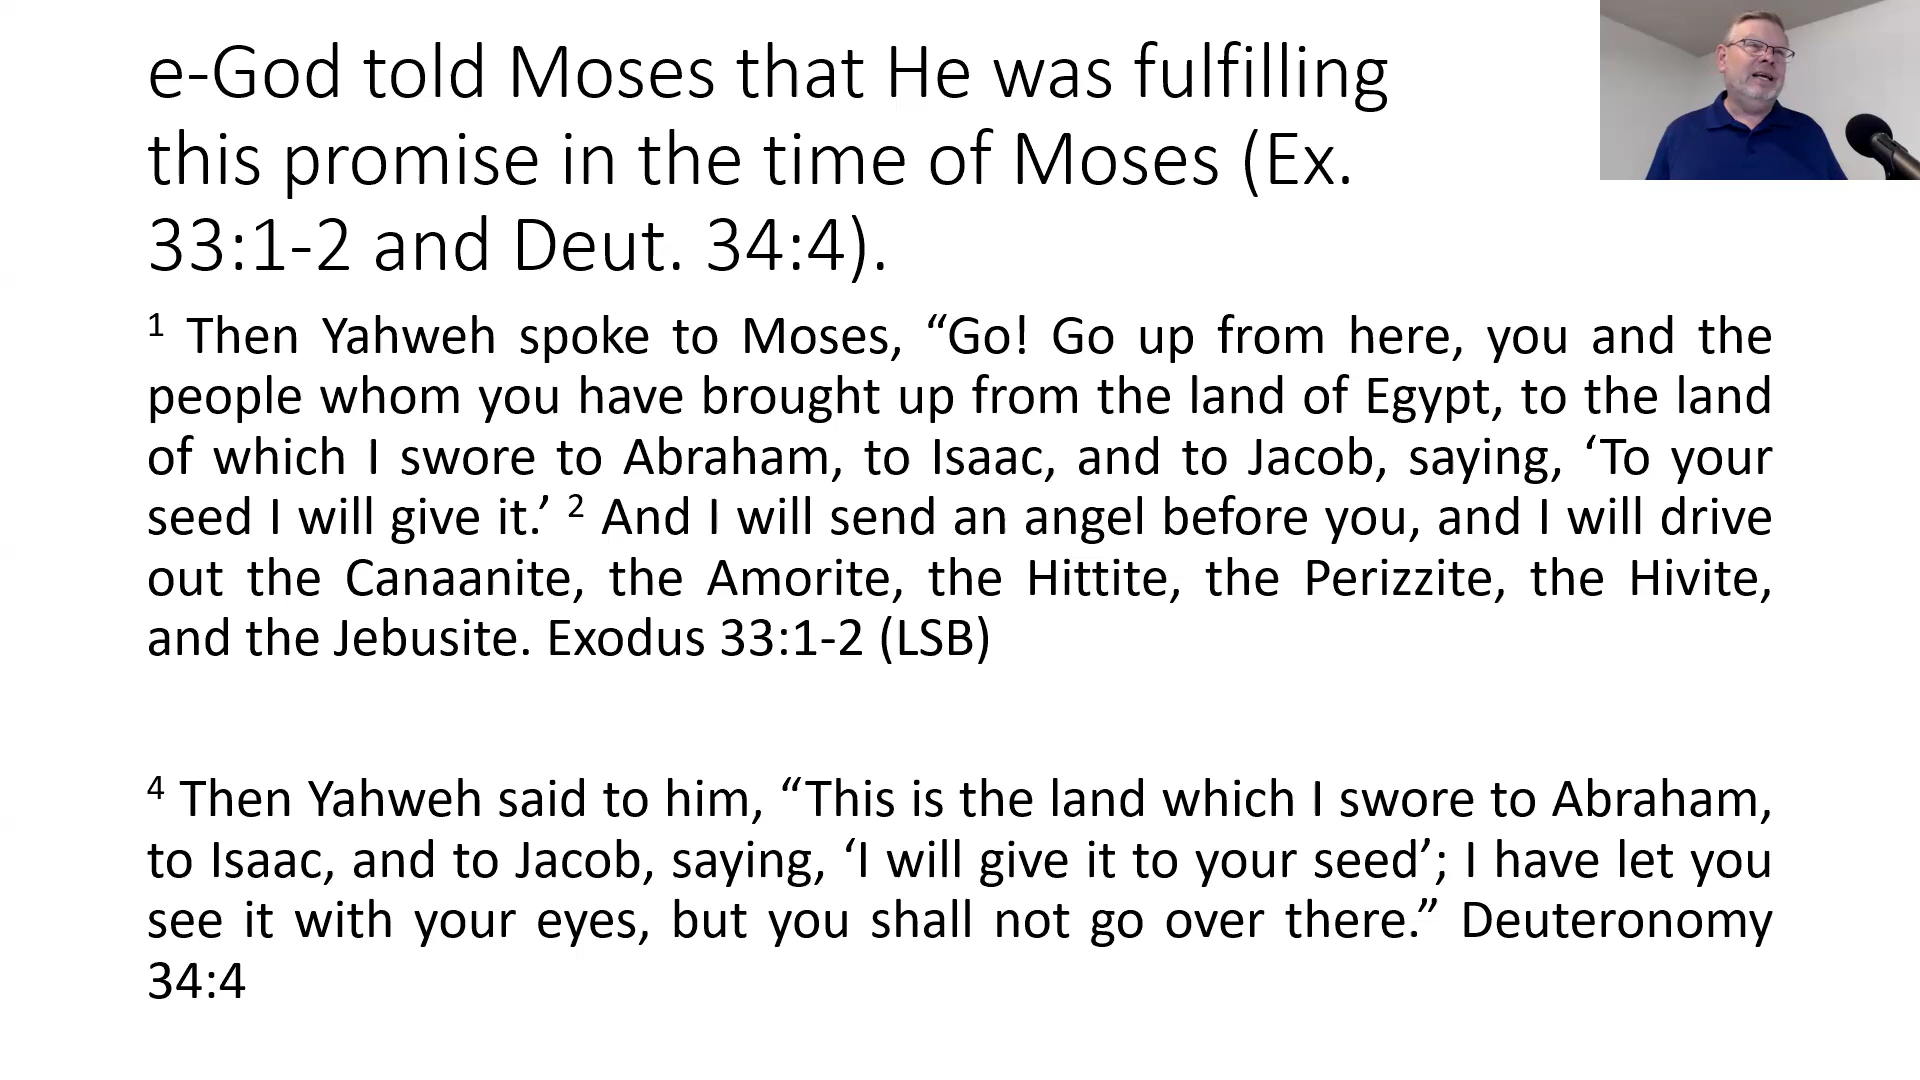 e-God told Moses that He was fulfilling
this promise in the time of Moses (Ex.
33:1-2 and Deut. 34:4).
1 Then Yahweh spoke to Moses, “Go! Go up from here, you and the
people whom you have brought up from the land of Egypt, to the land
of which I swore to Abraham, to Isaac, and to Jacob, saying, ‘To your
seed I will give it.’ 2 And I will send an angel before you, and I will drive
out the Canaanite, the Amorite, the Hittite, the Perizzite, the Hivite,
and the Jebusite. Exodus 33:1-2 (LSB)
4 Then Yahweh said to him, “This is the land which I swore to Abraham,
to Isaac, and to Jacob, saying, ‘I will give it to your seed’; I have let you
see it with your eyes, but you shall not go over there.” Deuteronomy
34:4